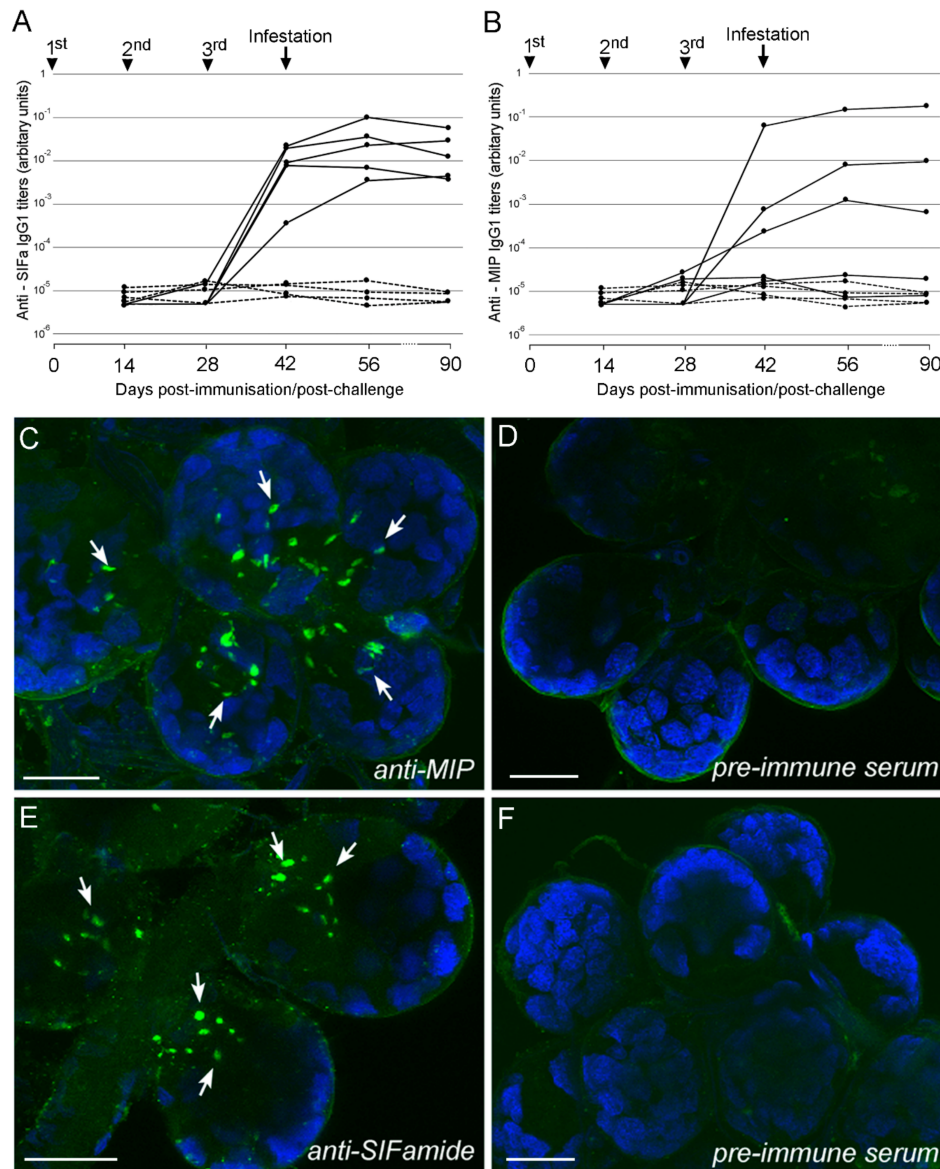 A
1st
2nd
3rd
Infestation
Anti - SIFa IgG1 titers (arbitary units)
1
10-1
10-2
10-3
10-4
10-5
10-6
0
14
28
42
56
90
Days post-immunisation/post-challenge
B
1st
2nd
3rd
Infestation
Anti - MIP IgG1 titers (arbitary units)
1
10-1
10-2
10-3
10-4
10-5
10-6
0
14
28
42
56
90
Days post-immunisation/post-challenge
C
anti-MIP
D
pre-immune serum
E
anti-SIFamide
F
pre-immune serum